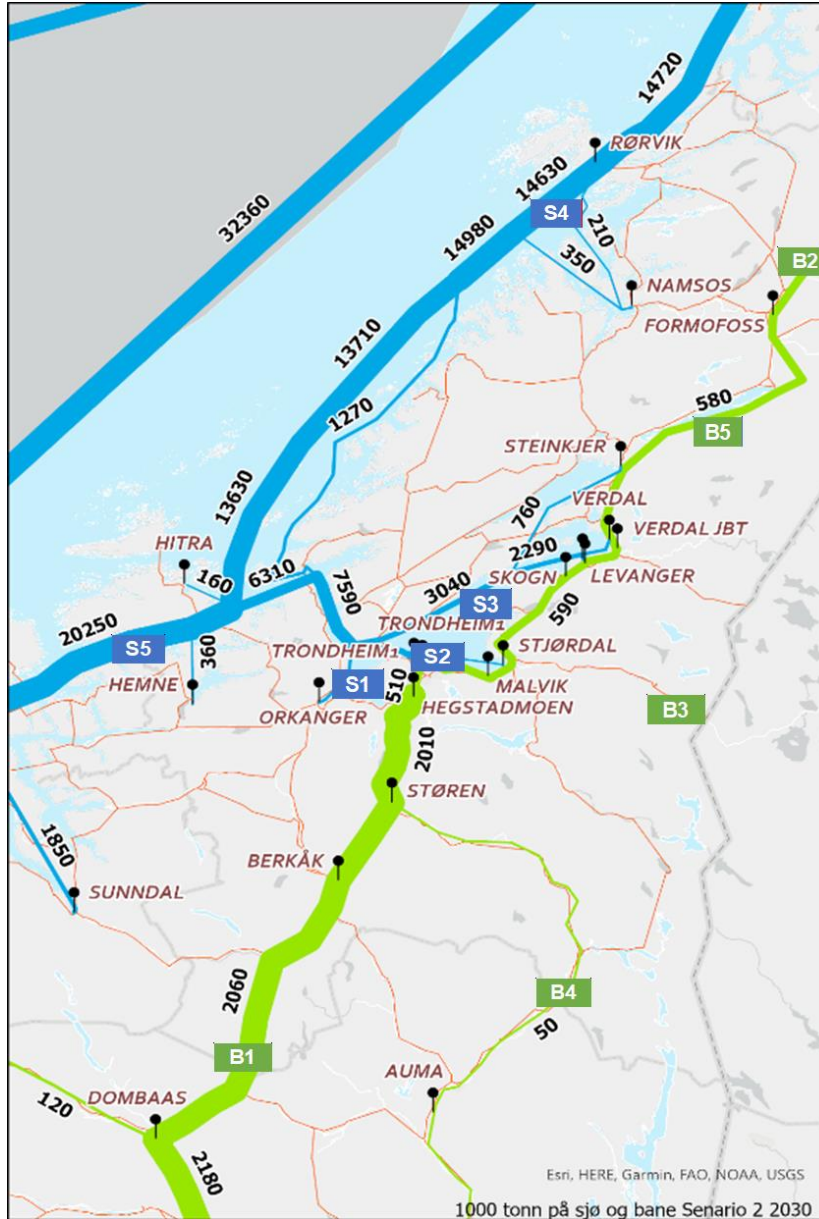 14720
RØRVIK
14630
32360
S4
210
14980
350
B2
NAMSOS
FORMOFOSS
13710
1270
580
B5
STEINKJER
VERDAL
760
13630
VERDAL JBT
HITRA
2290
SKOGN
LEVANGER
160
6310
7590
3040
590
S3
TRONDHEIM1
20250
S5
360
TRONDHEIM1
S2
STJØRDAL
HEMNE
S1
510
MALVIK
ORKANGER
HEGSTADMOEN
B3
2010
STØREN
1850
BERKÅK
SUNNDAL
2060
B4
50
B1
AUMA
DOMBAAS
120
2180
Esri, HERE, Garmin, FAO, NOAA, USGS
1000 tonn på sjø og bane Senario 2 2030